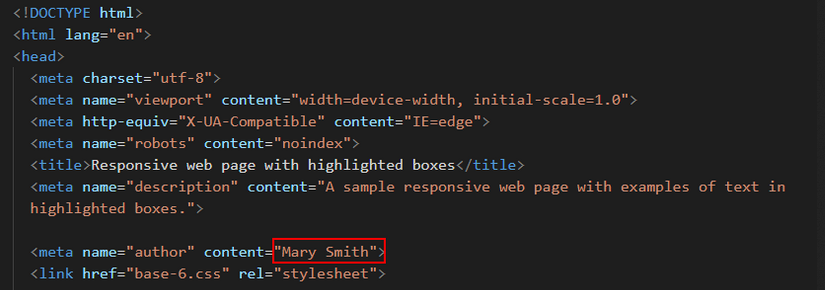 <!DOCTYPE html>
<html lang="en">
<head>
<meta charset="utf-8">
<meta name="viewport" content="width=device-width, initial-scale=1.0">
<meta http-equiv="X-UA-Compatible" content="IE=edge">
<meta name="robots" content="noindex">
<title>Responsive web page with highlighted boxes</title>
<meta name="description" content="A sample responsive web page with examples of text in
highlighted boxes.">
<meta name="author" content="Mary Smith">
<link href="base-6.css" rel="stylesheet">